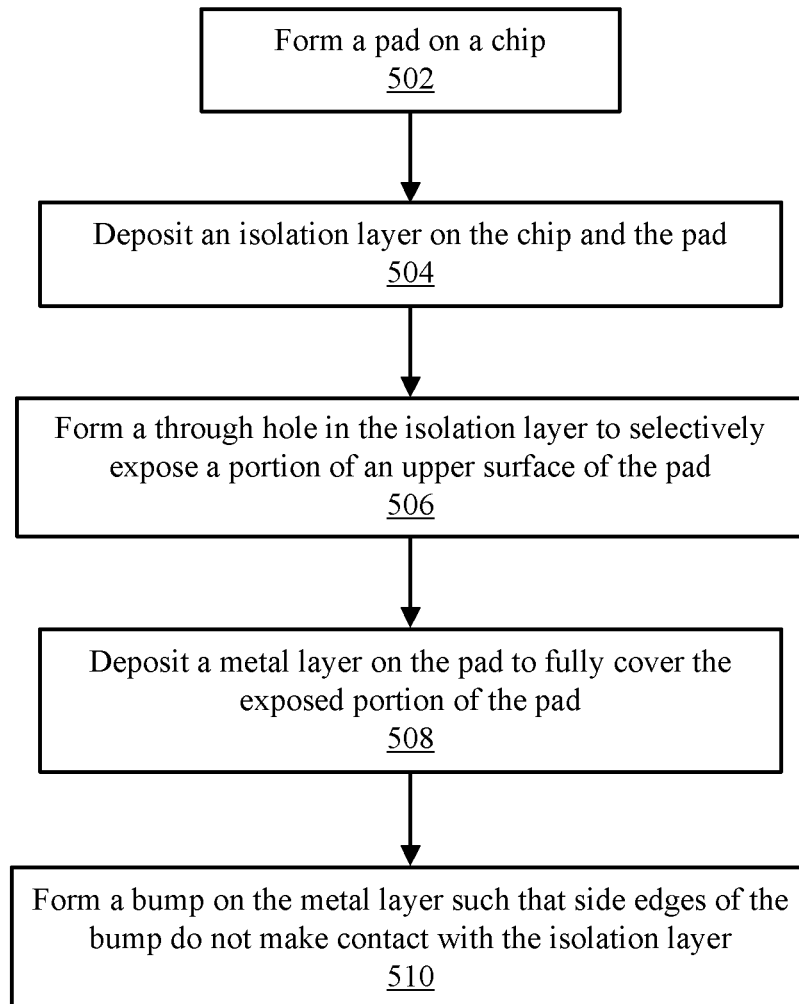 Form a pad on a chip
502
Deposit an isolation layer on the chip and the pad
504
Form a through hole in the isolation layer to selectively
expose a portion of an upper surface of the pad
506
Deposit a metal layer on the pad to fully cover the
exposed portion of the pad
508
Form a bump on the metal layer such that side edges of the
bump do not make contact with the isolation layer
510